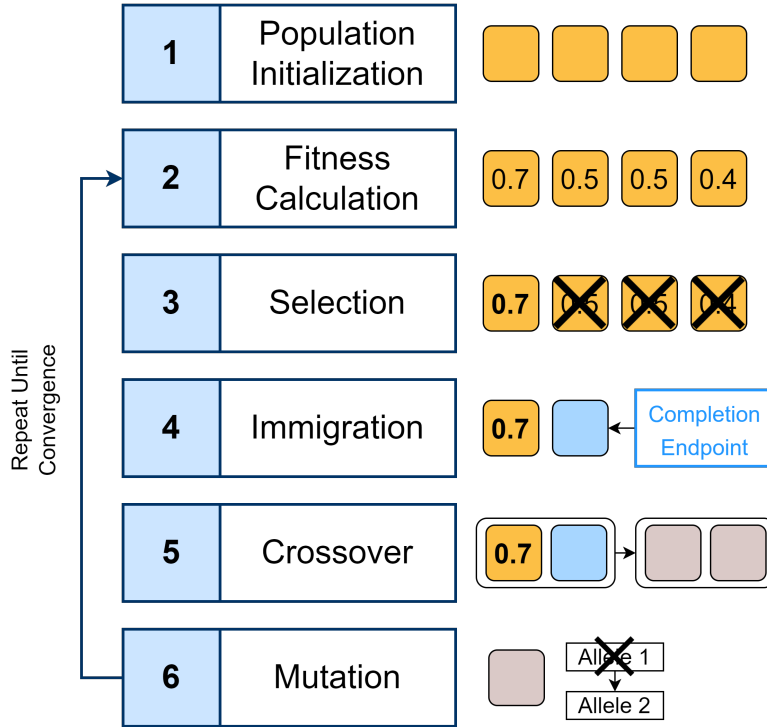 1
Population
Initialization
2
Fitness
Calculation
0.7 0.5 0.5 0.4
3
Selection
0.7 0.5 0.5 0.4
4
Immigration
0.7
Completion
Endpoint
5
Crossover
0.7
6
Mutation
Allele 1
Allele 2
Repeat Until
Convergence